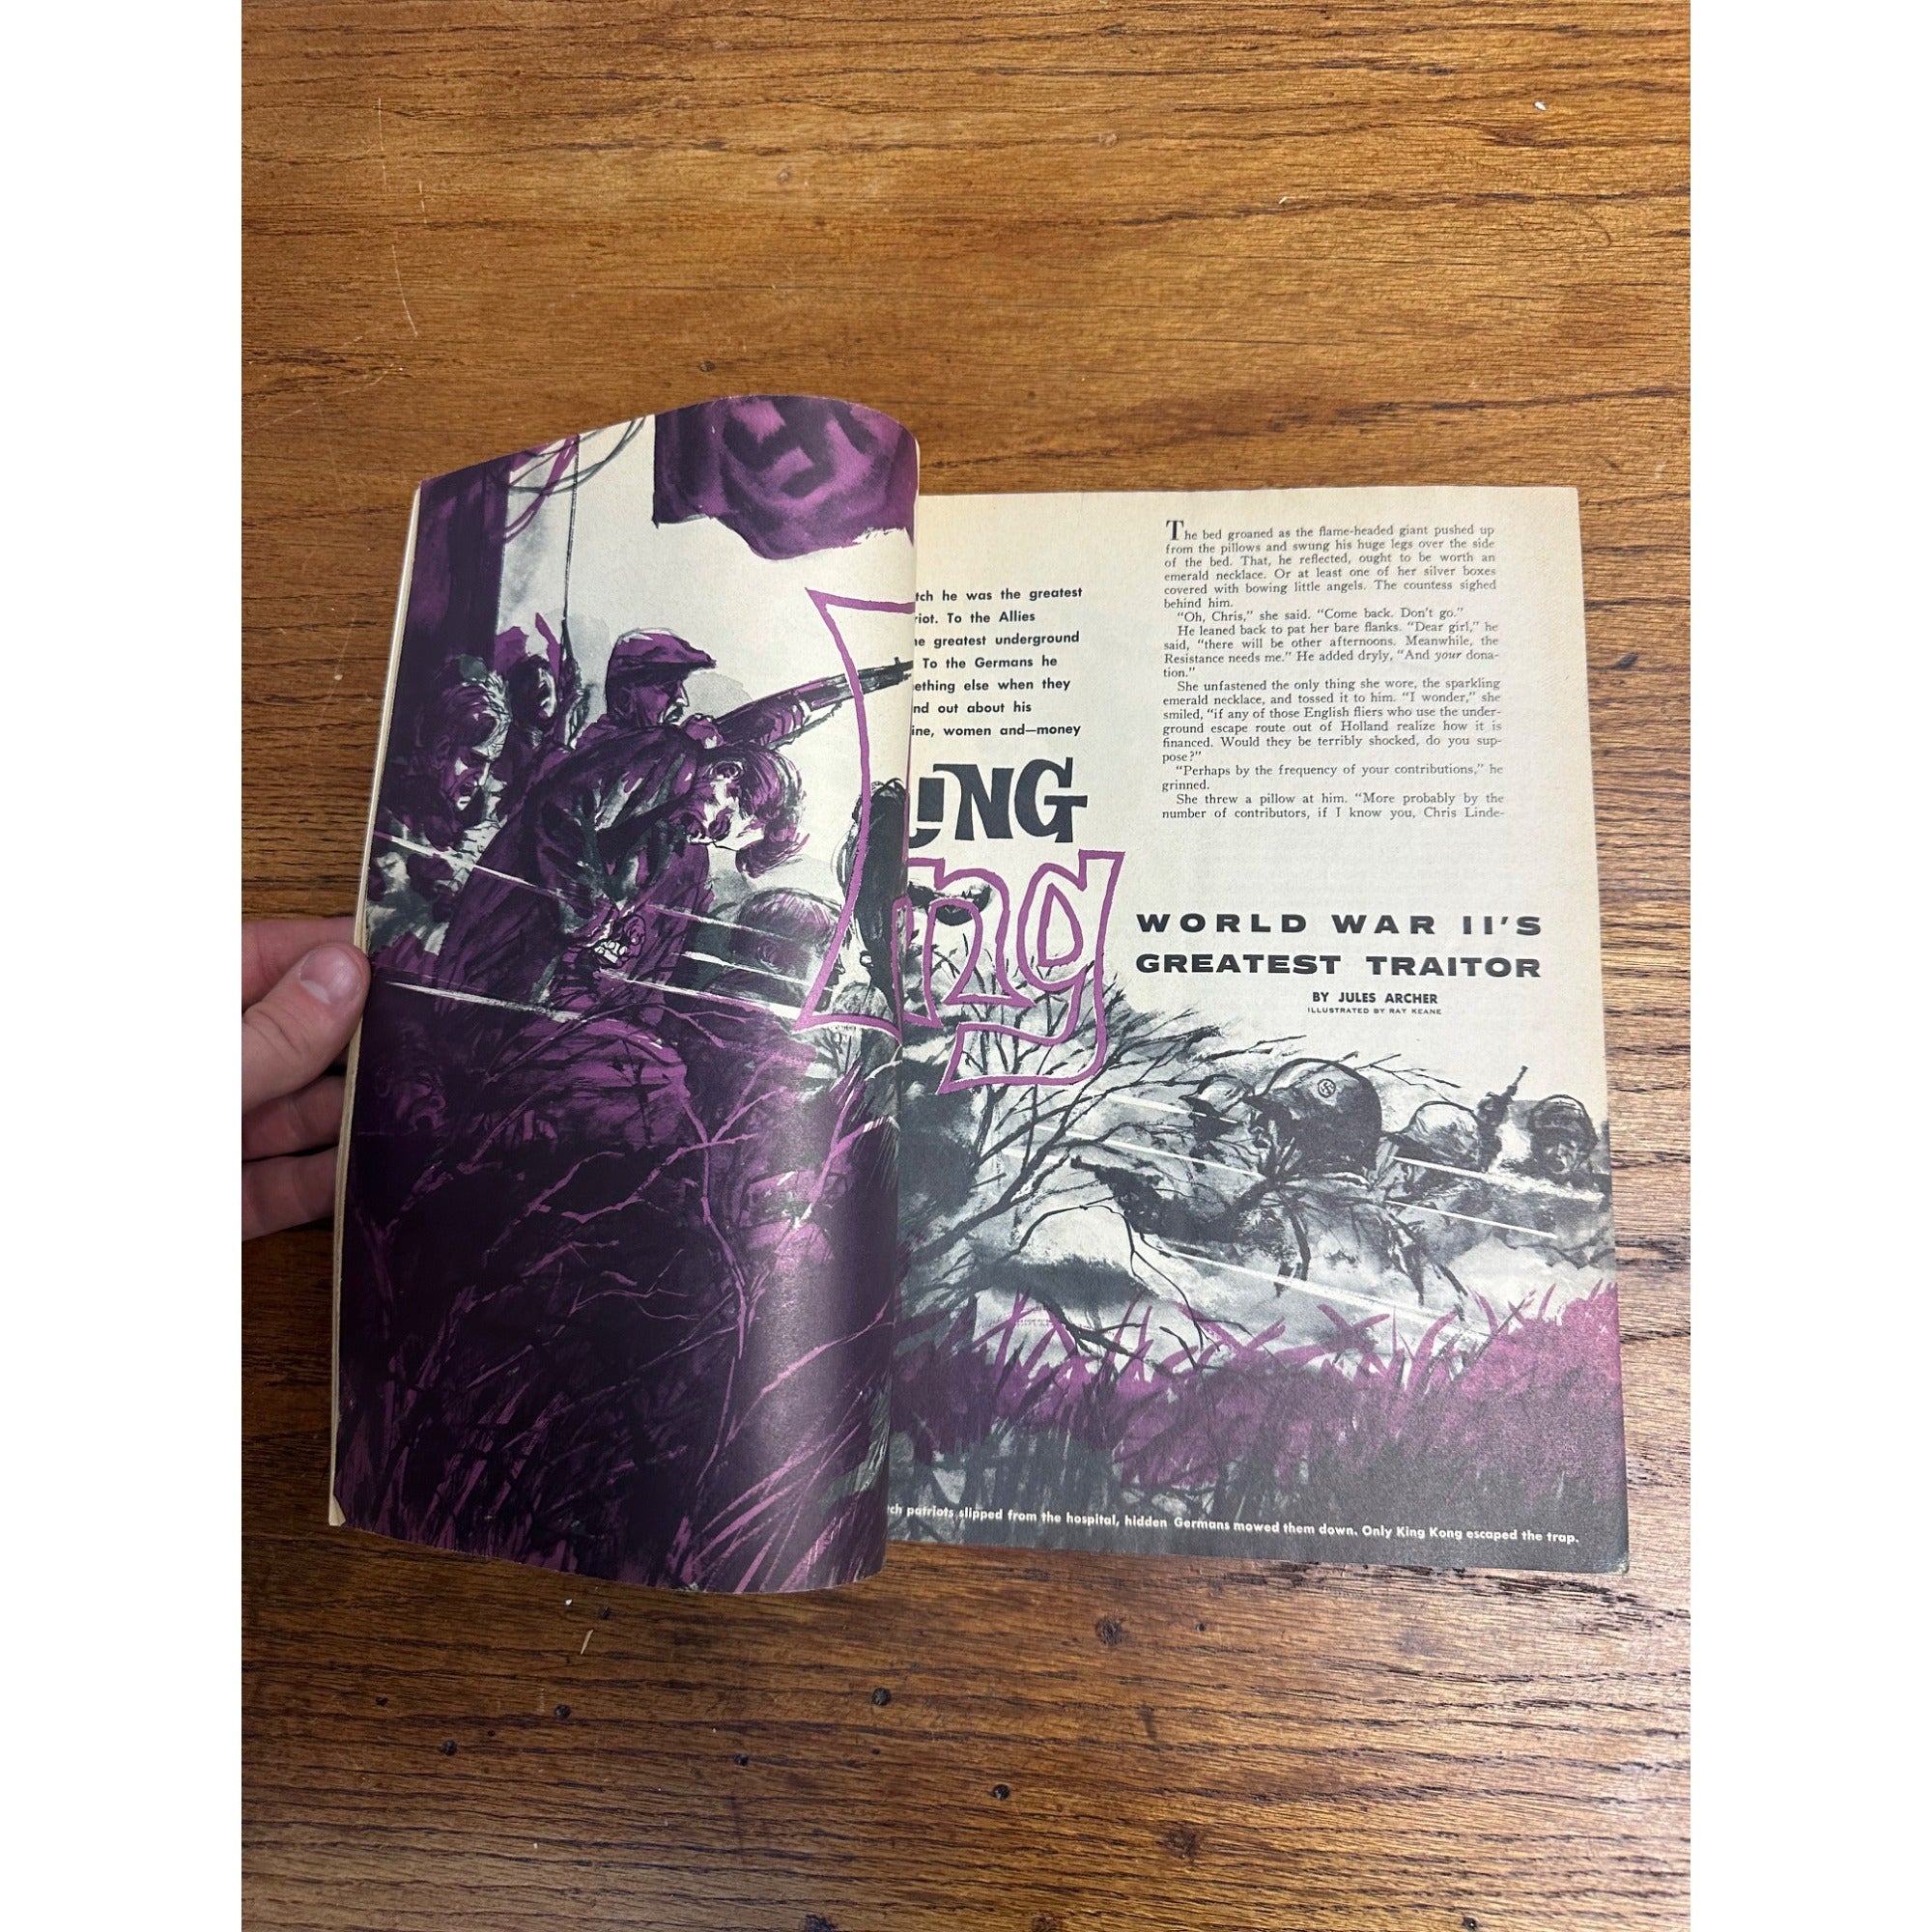 tch he was the greatest
riot. To the Allies
e greatest underground
To the Germans he
ething else when they
nd out about his
ine, women and—money
ING
ng
The bed groaned as the flame-headed giant pushed up
from the pillows and swung his huge legs over the side
of the bed. That, he reflected, ought to be worth an
emerald necklace. Or at least one of her silver boxes
covered with bowing little angels. The countess sighed
behind him.
"Oh, Chris," she said. "Come back. Don't go."
He leaned back to pat her bare flanks. "Dear girl," he
said, "there will be other afternoons. Meanwhile, the
Resistance needs me." He added dryly, "And your dona-
tion."
She unfastened the only thing she wore, the sparkling
emerald necklace, and tossed it to him. "I wonder," she
smiled, "if any of those English fliers who use the under-
ground escape route out of Holland realize how it is
financed. Would they be terribly shocked, do you sup-
pose?"
"Perhaps by the frequency of your contributions," he
grinned.
She threw a pillow at him. "More probably by the
number of contributors, if I know you, Chris Linde-
WORLD WAR II'S
GREATEST TRAITOR
BY JULES ARCHER
ILLUSTRATED BY RAY KEANE
ch patriots slipped from the hospital, hidden Germans mowed them down. Only King Kong escaped the trap.